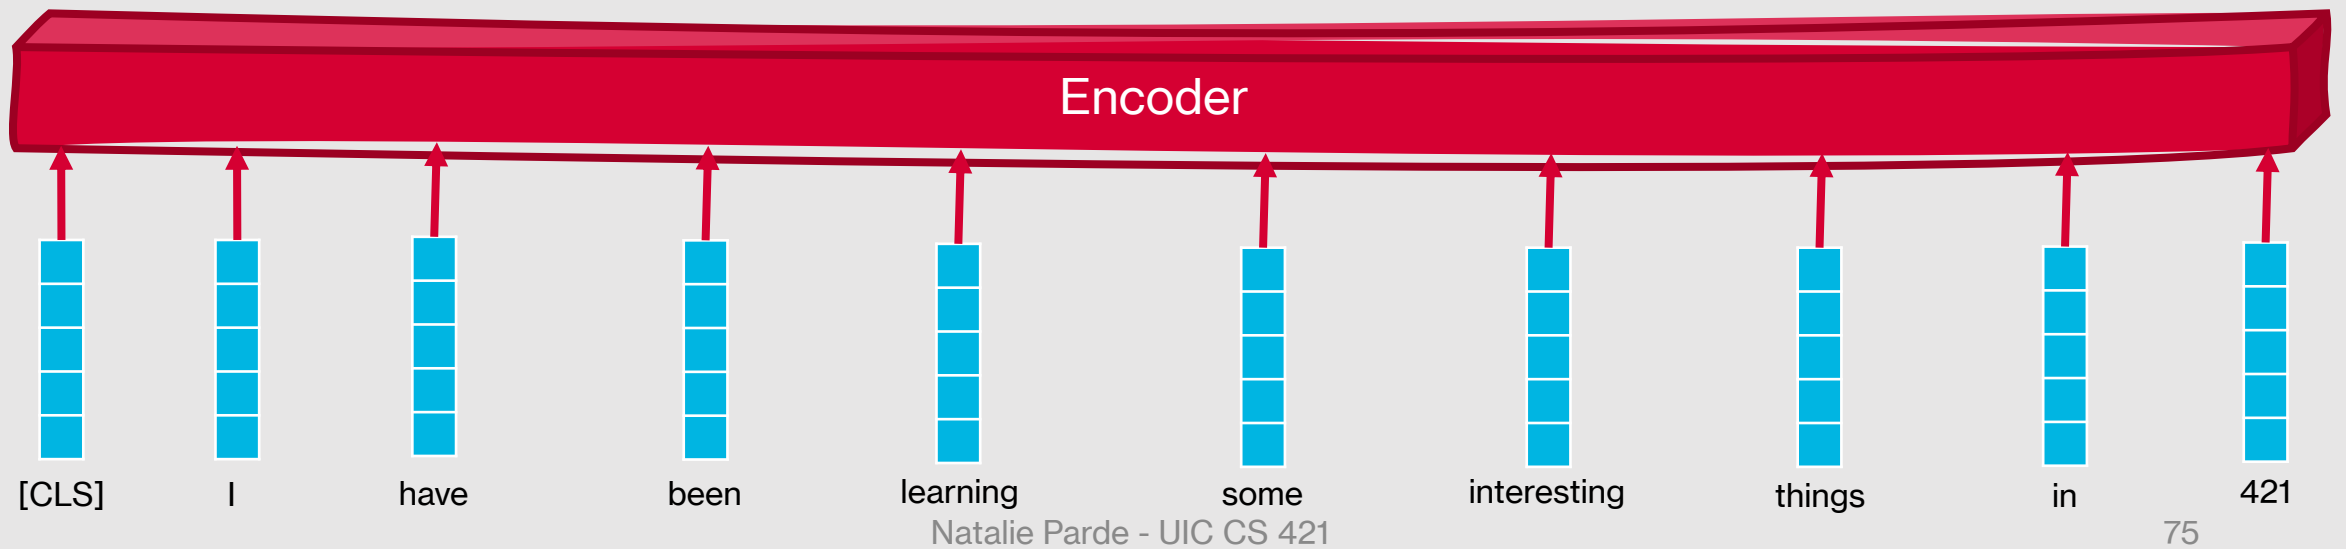 Encoder
[CLS] I have been learning some interesting things in 421
Natalie Parde - UIC CS 421
75